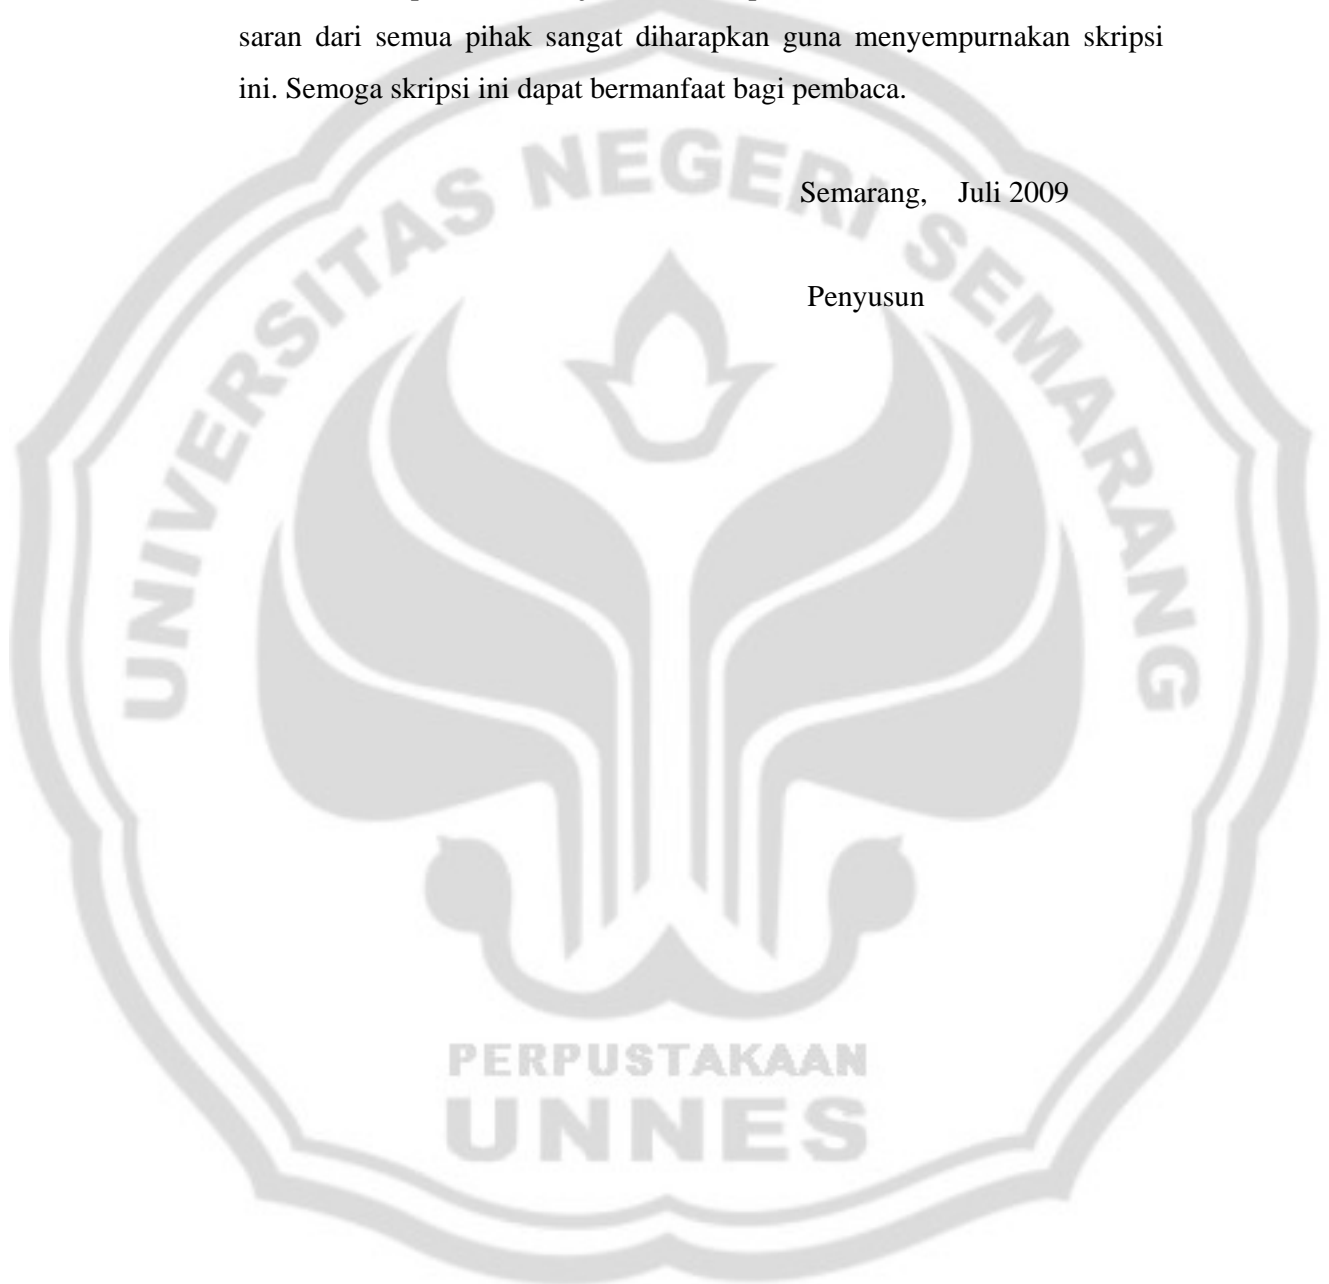 saran dari semua pihak sangat diharapkan guna menyempurnakan skripsi
ini. Semoga skripsi ini dapat bermanfaat bagi pembaca.
Semarang, Juli 2009
Penyusun
UNIVERSITAS NEGERI SEMARANG
PERPUSTAKAAN
UNNES